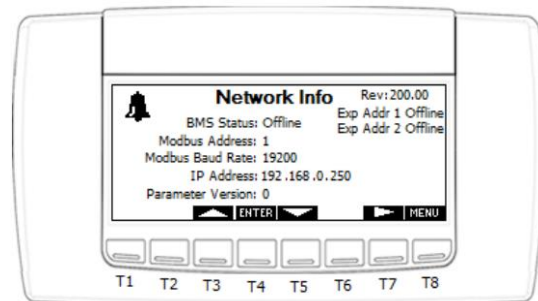 Network Info
Rev:200.00
Exp Addr 1 Offline
Exp Addr 2 Offline
BMS Status: Offline
Modbus Address: 1
Modbus Baud Rate: 19200
IP Address: 192.168.0.250
Parameter Version: 0
ENTER MENU
T1 T2 T3 T4 T5 T6 T7 T8